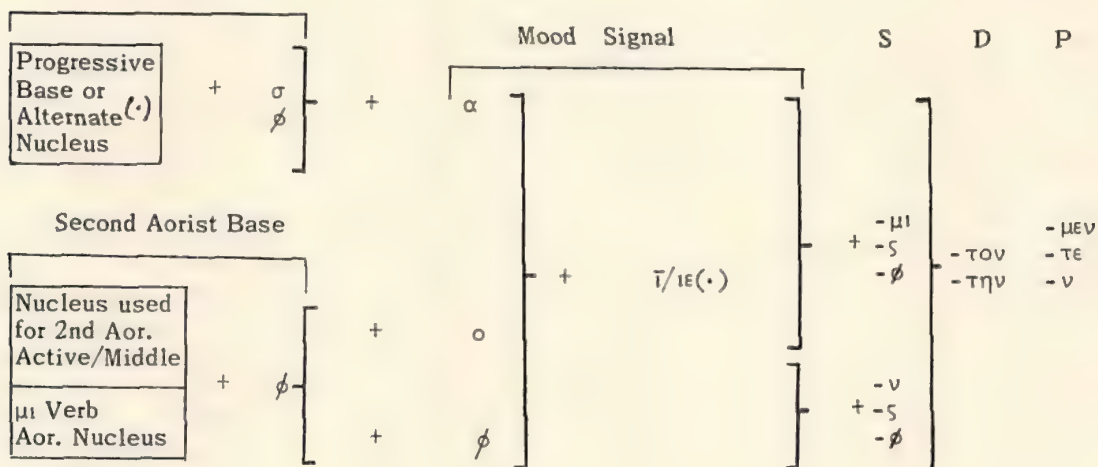 Mood Signal S D P
Progressive
Base or
Alternate(·)
Nucleus
+ σ
∅
+ α
Second Aorist Base
+ ῑ/ιε(·)
+ -μι
-ς
-∅
-τον
-την
-μεν
-τε
-ν
Nucleus used
for 2nd Aor.
Active/Middle
μι Verb
Aor. Nucleus
+ ∅
+ ο
+ ∅
+ -ν
-ς
-∅